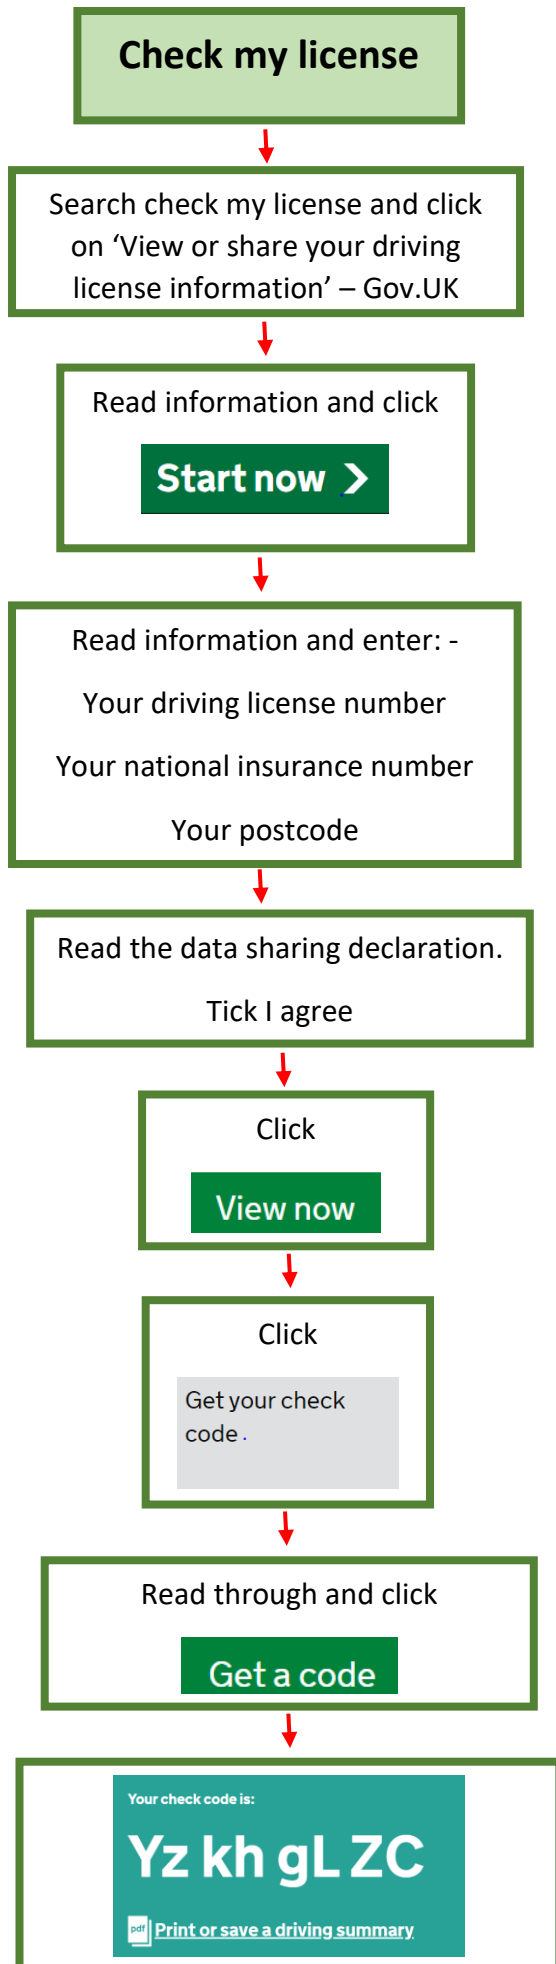 Check my license
Search check my license and click
on ‘View or share your driving
license information’ – Gov.UK
Read information and click
Start now
Read information and enter: -
Your driving license number
Your national insurance number
Your postcode
Read the data sharing declaration.
Tick I agree
Click
View now
Click
Get your check
code
Read through and click
Get a code
Your check code is:
Yz kh gL ZC
pdf Print or save a driving summary